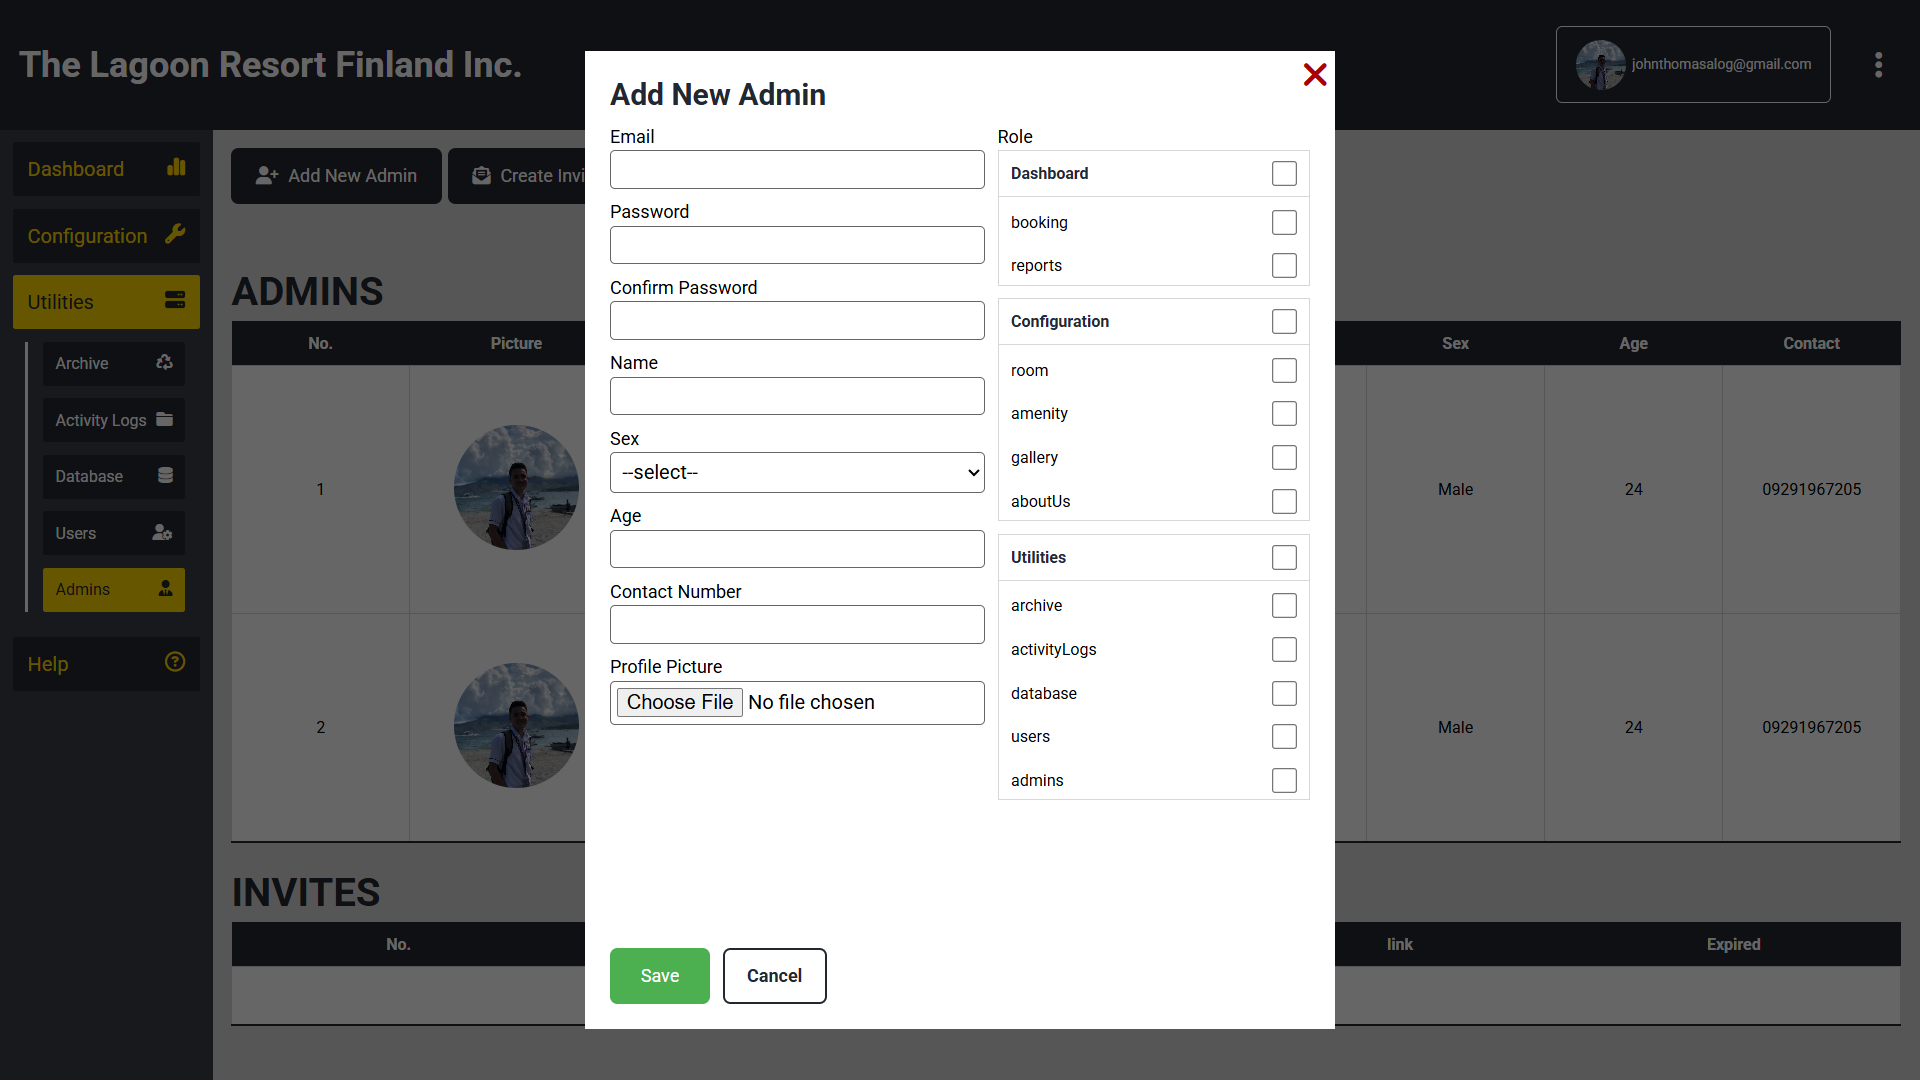 The Lagoon Resort Finland Inc.
johnthomasalog@gmail.com
Dashboard
Configuration
Utilities
Archive
Activity Logs
Database
Users
Admins
Help
Add New Admin
Create Invi
ADMINS
No. Picture Sex Age Contact
1 Male 24 09291967205
2 Male 24 09291967205
INVITES
No. link Expired
Add New Admin
Email
Password
Confirm Password
Name
Sex
--select--
Age
Contact Number
Profile Picture
Choose File No file chosen
Role
Dashboard
booking
reports
Configuration
room
amenity
gallery
aboutUs
Utilities
archive
activityLogs
database
users
admins
Save
Cancel